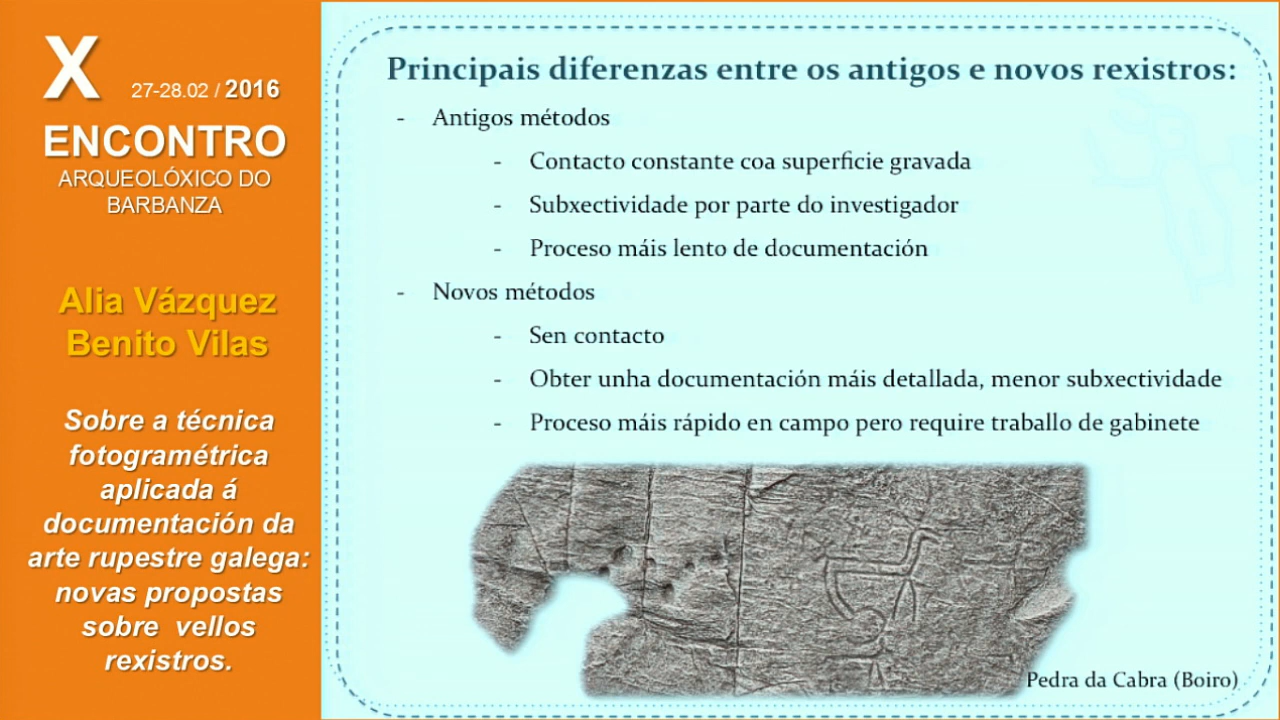 X
27-28.02 / 2016
ENCONTRO
ARQUEOLÓXICO DO
BARBANZA
Alia Vázquez
Benito Vilas
Sobre a técnica
fotogramétrica
aplicada á
documentación da
arte rupestre galega:
novas propostas
sobre vellos
rexistros.
Principais diferenzas entre os antigos e novos rexistros:
- Antigos métodos
- Contacto constante coa superficie gravada
- Subxectividade por parte do investigador
- Proceso máis lento de documentación
- Novos métodos
- Sen contacto
- Obter unha documentación máis detallada, menor subxectividade
- Proceso máis rápido en campo pero require traballo de gabinete
Pedra da Cabra (Boiro)